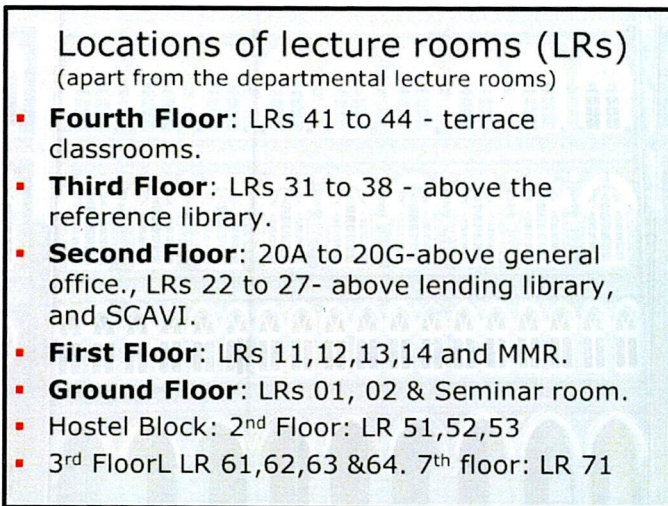 Locations of lecture rooms (LRs)
(apart from the departmental lecture rooms)
▪ Fourth Floor: LRs 41 to 44 - terrace
classrooms.
▪ Third Floor: LRs 31 to 38 - above the
reference library.
▪ Second Floor: 20A to 20G-above general
office., LRs 22 to 27- above lending library,
and SCAVI.
▪ First Floor: LRs 11,12,13,14 and MMR.
▪ Ground Floor: LRs 01, 02 & Seminar room.
▪ Hostel Block: 2nd Floor: LR 51,52,53
▪ 3rd FloorL LR 61,62,63 &64. 7th floor: LR 71